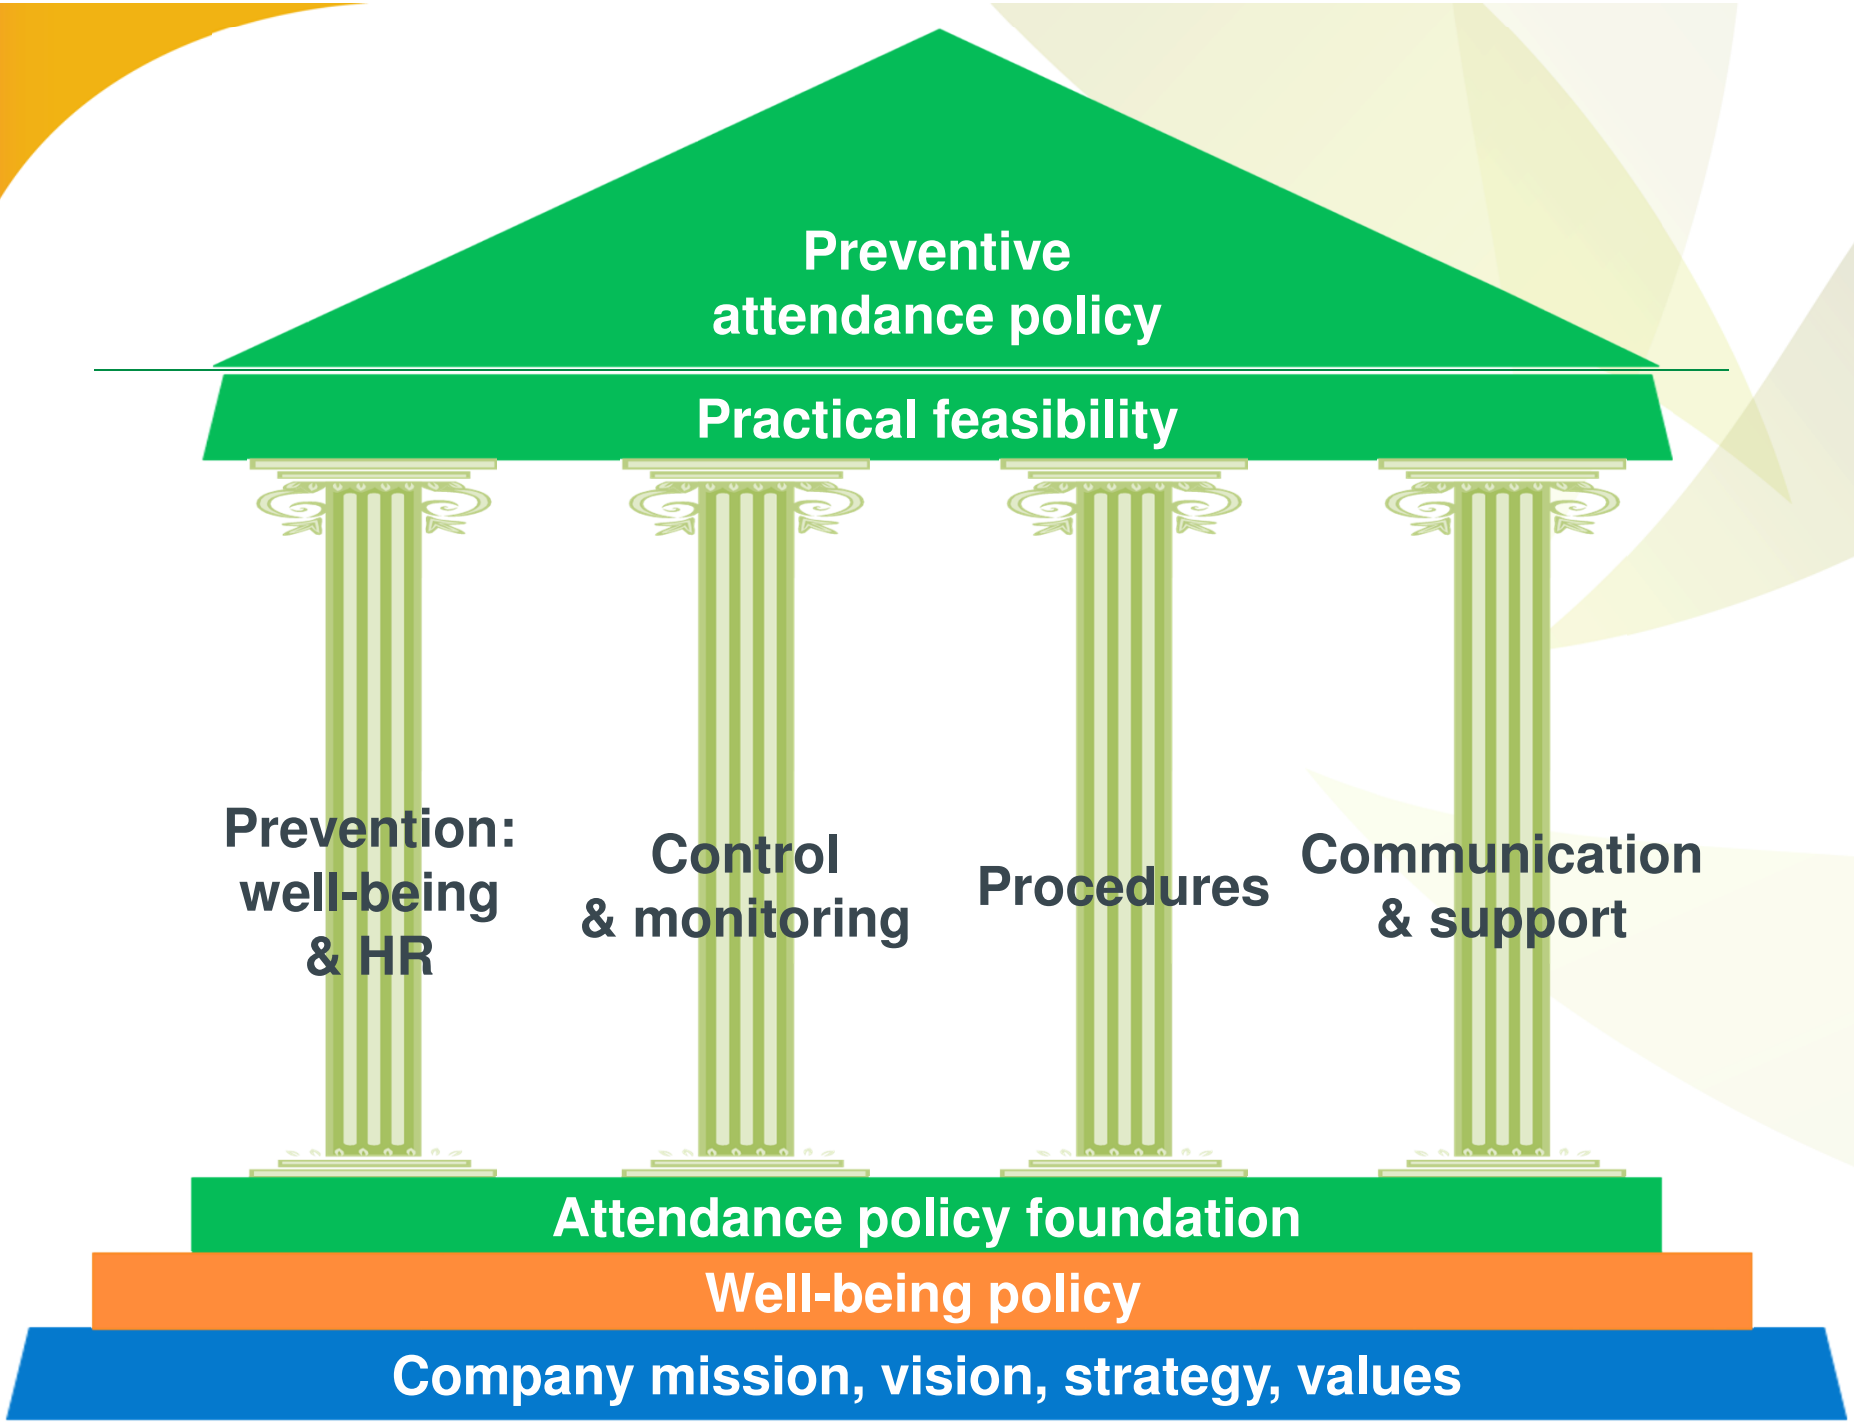 Preventive
attendance policy
Practical feasibility
Prevention:
well-being
& HR
Control
& monitoring
Procedures
Communication
& support
Attendance policy foundation
Well-being policy
Company mission, vision, strategy, values